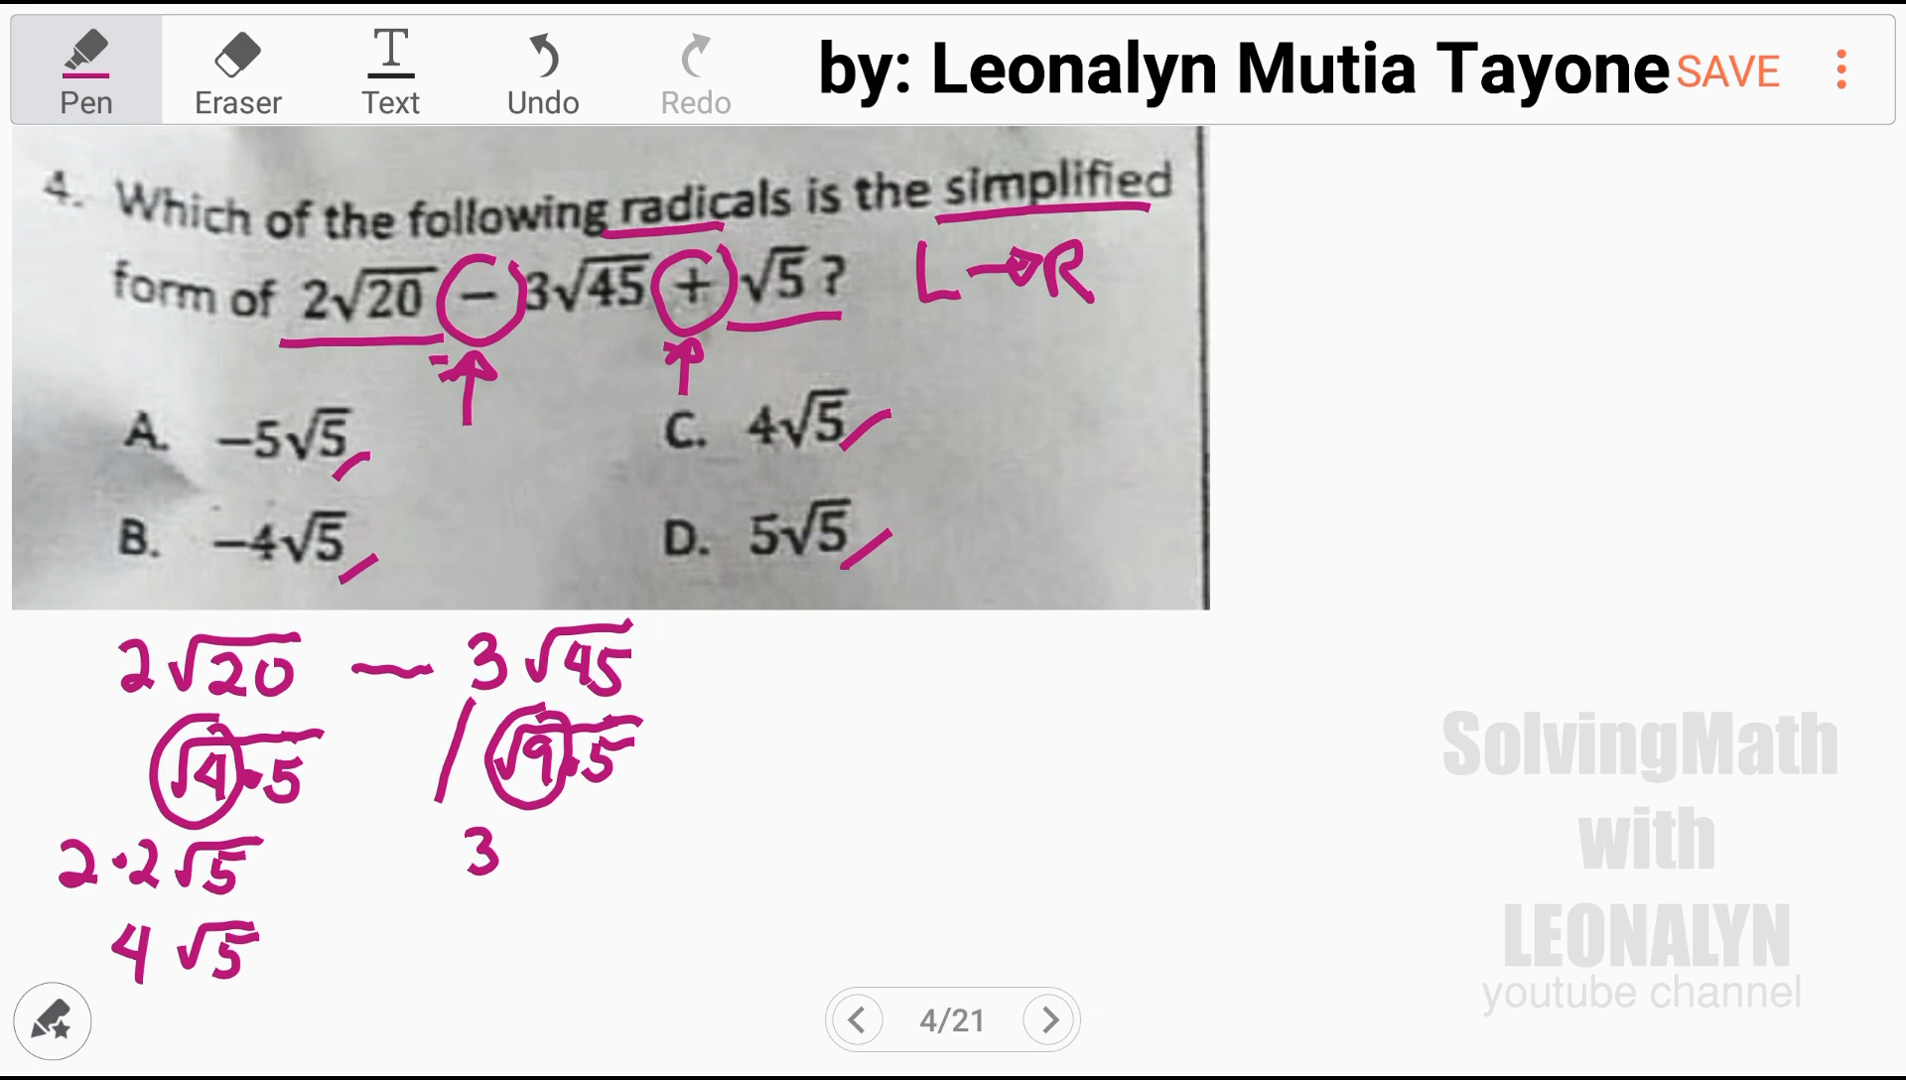 Pen Eraser Text Undo Redo by: Leonalyn Mutia Tayone SAVE
4. Which of the following radicals is the simplified
form of 2√20 − 3√45 + √5 ? L→R
A. −5√5 C. 4√5
B. −4√5 D. 5√5
2√20 — 3√45
√4·5 / √9·5
2·2√5 3
4√5
SolvingMath
with
LEONALYN
youtube channel
4/21